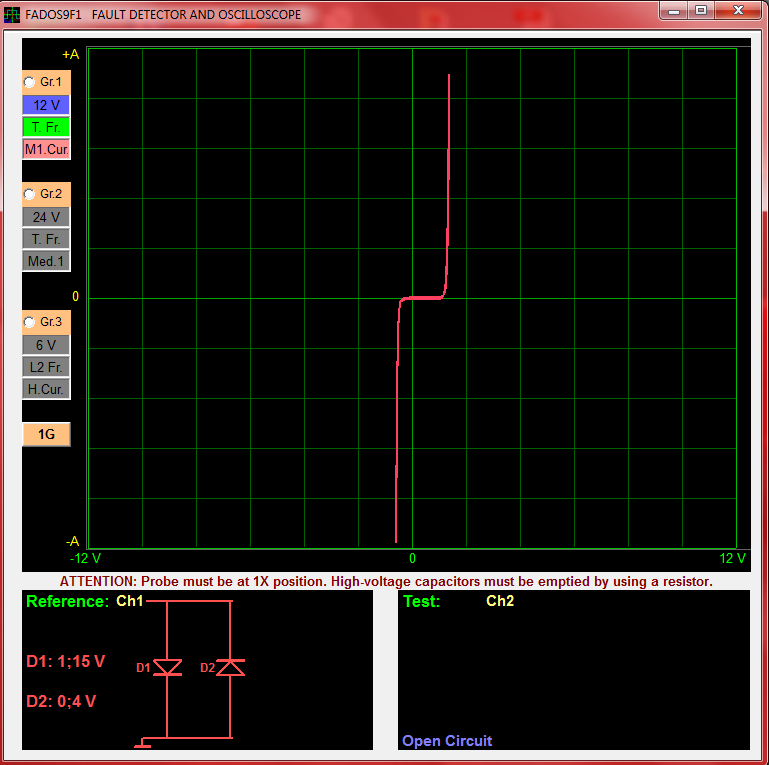 FADOS9F1 FAULT DETECTOR AND OSCILLOSCOPE
+A
Gr.1
12 V
T. Fr.
M1.Cur.
Gr.2
24 V
T. Fr.
Med.1
0
Gr.3
6 V
L2 Fr.
H.Cur.
1G
-A
-12 V 0 12 V
ATTENTION: Probe must be at 1X position. High-voltage capacitors must be emptied by using a resistor.
Reference: Ch1
D1: 1;15 V
D1 D2
D2: 0;4 V
Test: Ch2
Open Circuit